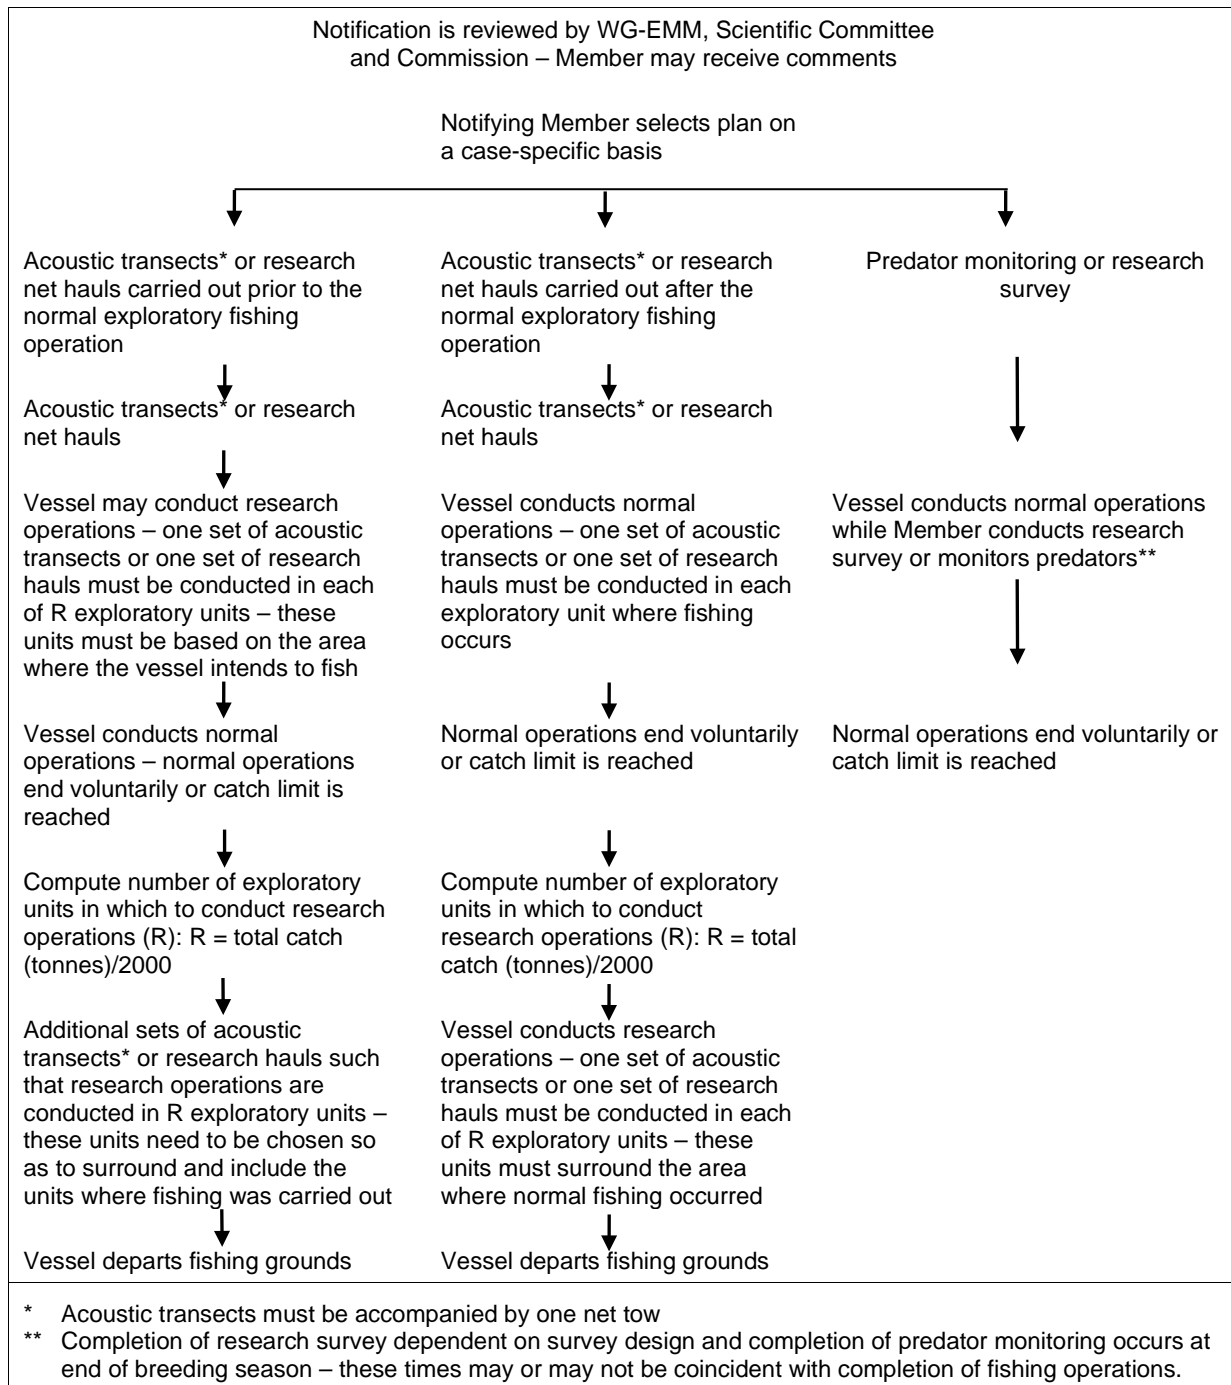 Notification is reviewed by WG-EMM, Scientific Committee
and Commission – Member may receive comments
Notifying Member selects plan on
a case-specific basis
Acoustic transects* or research
net hauls carried out prior to the
normal exploratory fishing
operation
Acoustic transects* or research
net hauls
Vessel may conduct research
operations – one set of acoustic
transects or one set of research
hauls must be conducted in each
of R exploratory units – these
units must be based on the area
where the vessel intends to fish
Vessel conducts normal
operations – normal operations
end voluntarily or catch limit is
reached
Compute number of exploratory
units in which to conduct research
operations (R): R = total catch
(tonnes)/2000
Additional sets of acoustic
transects* or research hauls such
that research operations are
conducted in R exploratory units –
these units need to be chosen so
as to surround and include the
units where fishing was carried out
Vessel departs fishing grounds
Acoustic transects* or research
net hauls carried out after the
normal exploratory fishing
operation
Acoustic transects* or research
net hauls
Vessel conducts normal
operations – one set of acoustic
transects or one set of research
hauls must be conducted in each
exploratory unit where fishing
occurs
Normal operations end voluntarily
or catch limit is reached
Compute number of exploratory
units in which to conduct
research operations (R): R = total
catch (tonnes)/2000
Vessel conducts research
operations – one set of acoustic
transects or one set of research
hauls must be conducted in each
of R exploratory units – these
units must surround the area
where normal fishing occurred
Vessel departs fishing grounds
Predator monitoring or research
survey
Vessel conducts normal operations
while Member conducts research
survey or monitors predators**
Normal operations end voluntarily or
catch limit is reached
* Acoustic transects must be accompanied by one net tow
** Completion of research survey dependent on survey design and completion of predator monitoring occurs at
end of breeding season – these times may or may not be coincident with completion of fishing operations.